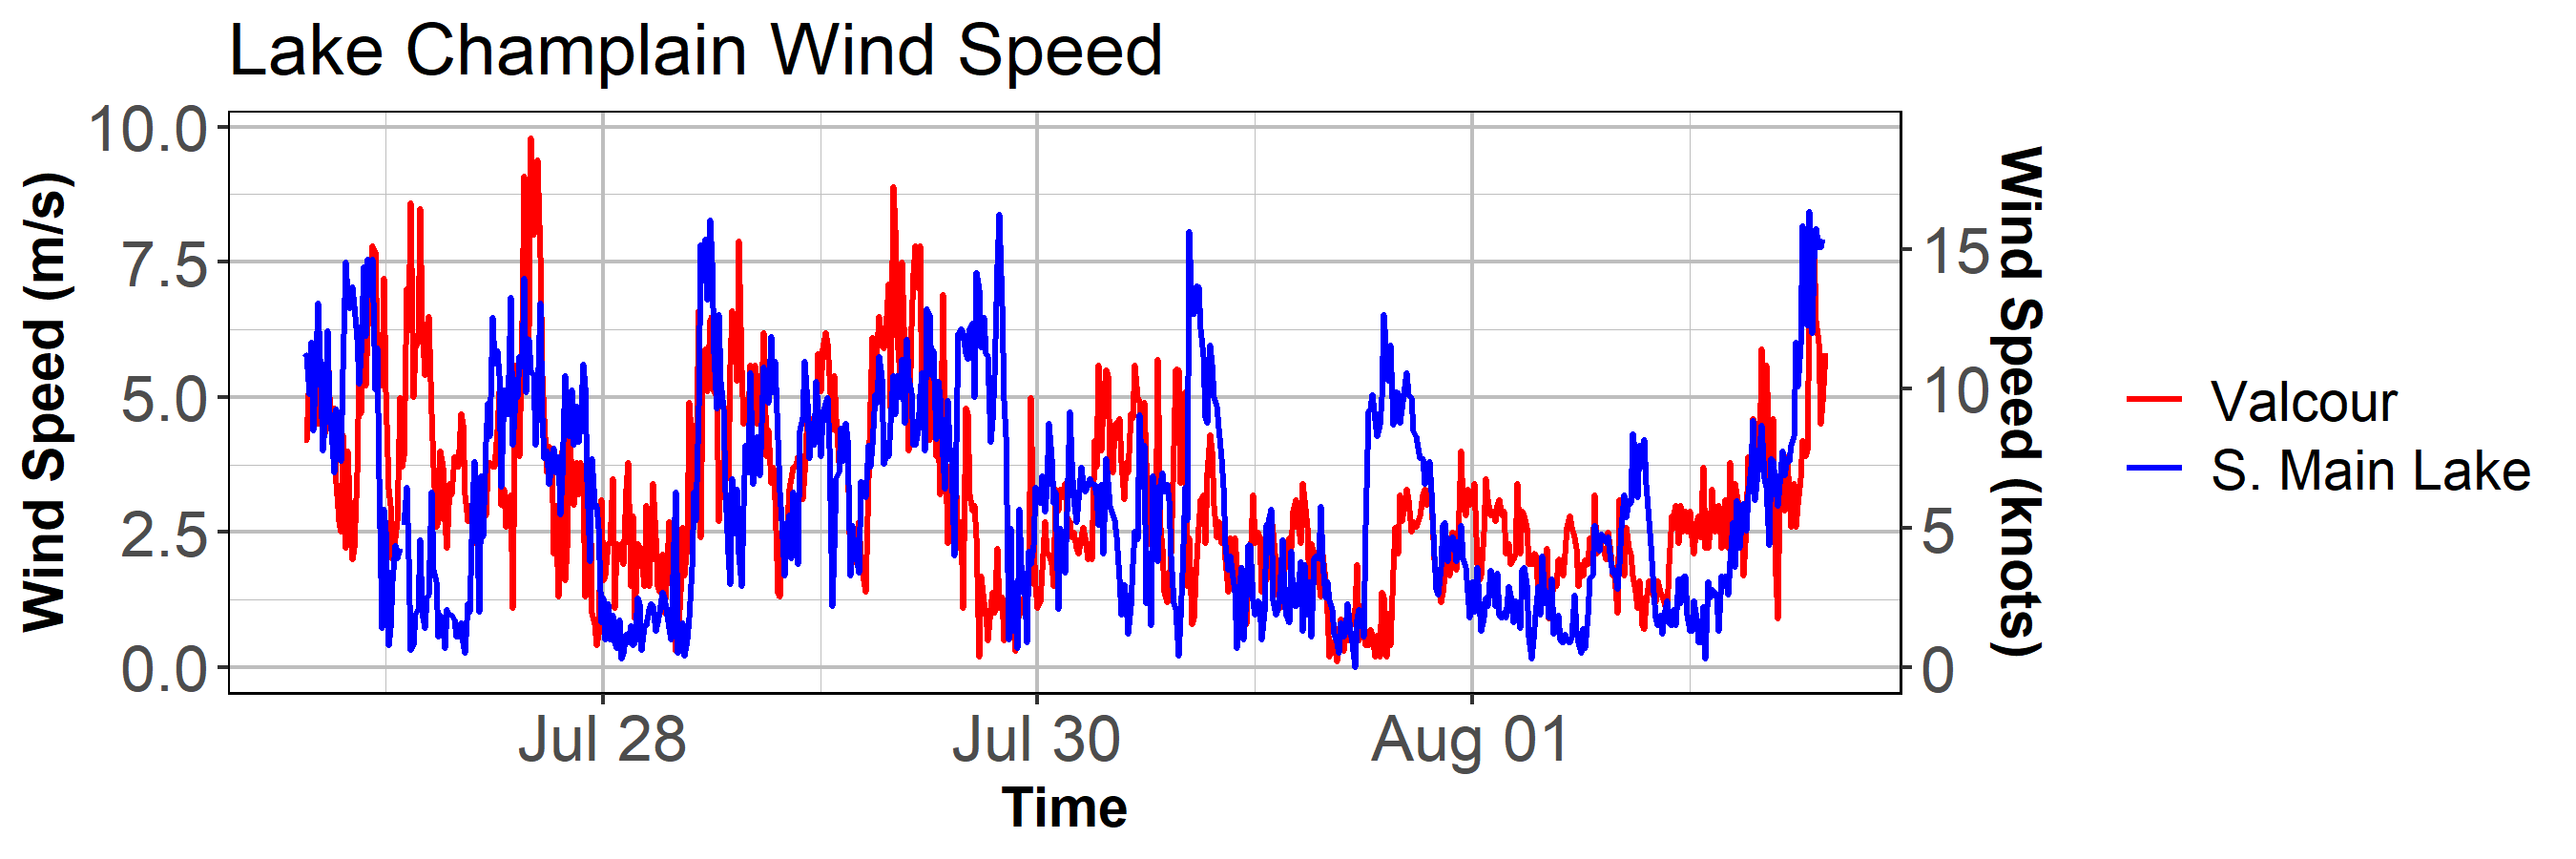 Lake Champlain Wind Speed
Wind Speed (m/s)
10.0
7.5
5.0
2.5
0.0
Wind Speed (knots)
15
10
5
0
Jul 28
Jul 30
Aug 01
Time
Valcour
S. Main Lake